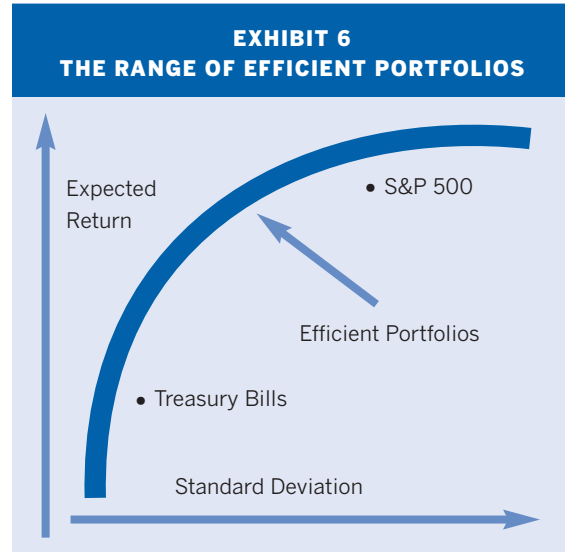 EXHIBIT 6
THE RANGE OF EFFICIENT PORTFOLIOS
Expected
Return
• S&P 500
Efficient Portfolios
• Treasury Bills
Standard Deviation